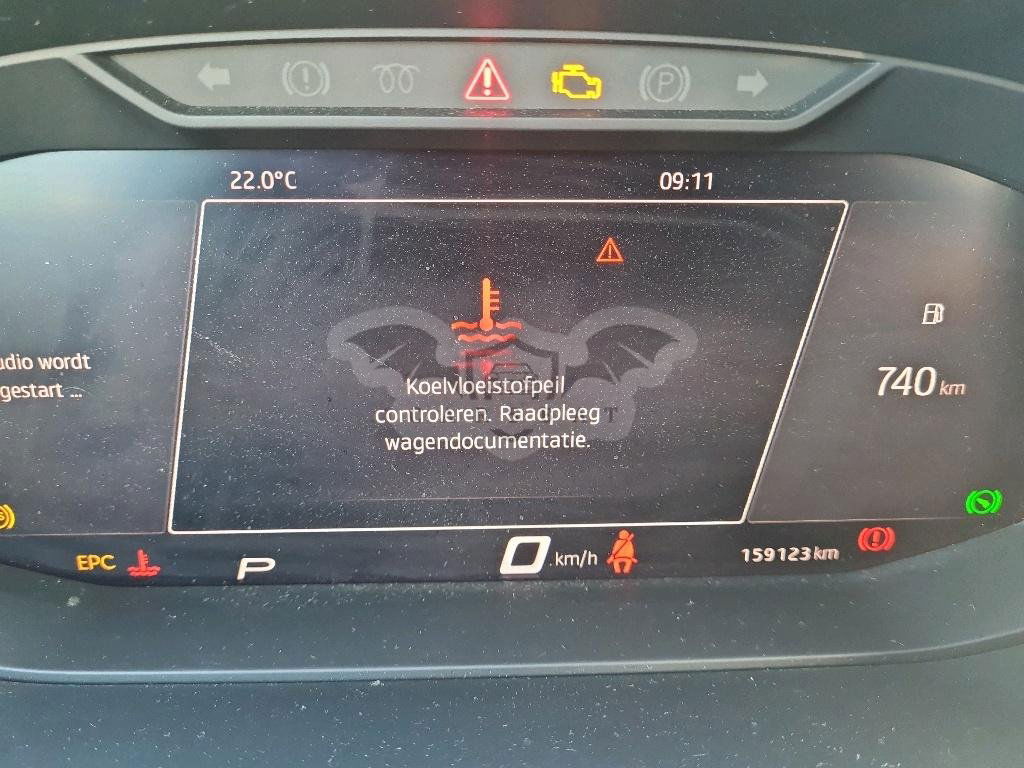 22.0°C
09:11
udio wordt
gestart ...
Koelvloeistofpeil
controleren. Raadpleeg
wagendocumentatie.
740 km
EPC
P
0 km/h
159123 km
P